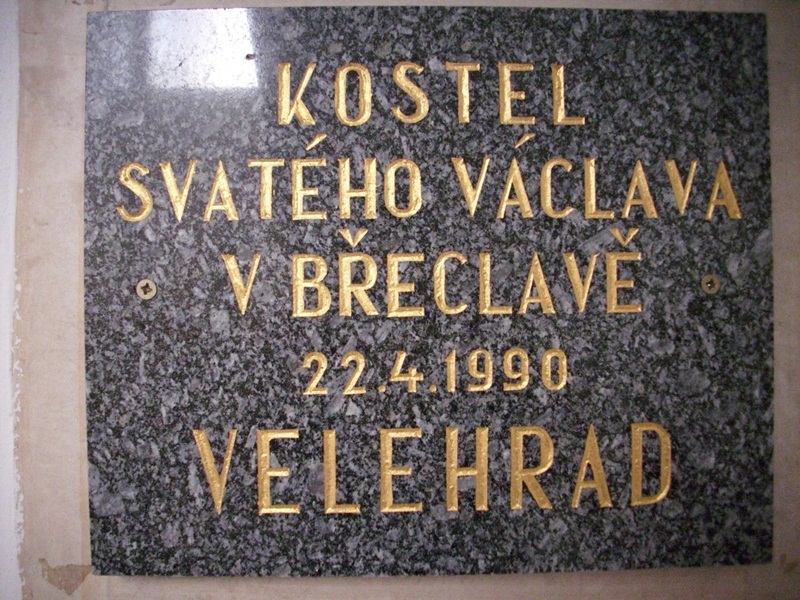 KOSTEL
SVATÉHO VÁCLAVA
V BŘECLAVĚ
22.4.1990
VELEHRAD